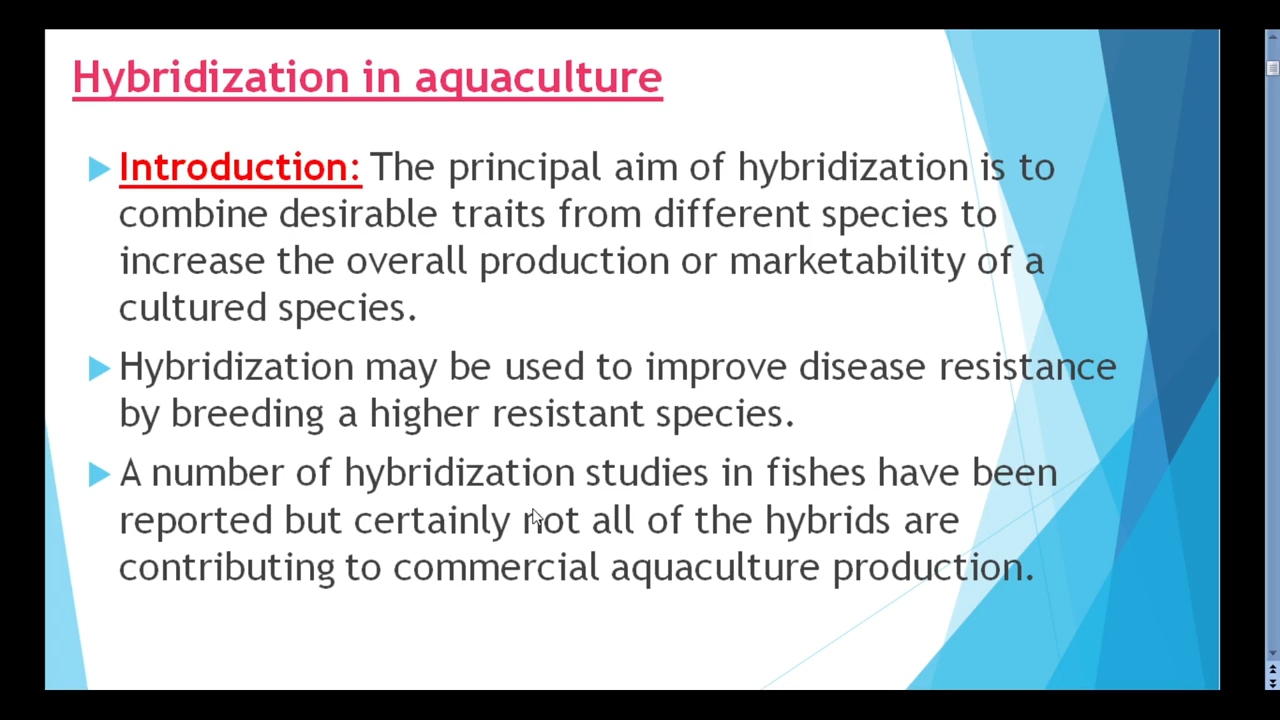 Hybridization in aquaculture
Introduction: The principal aim of hybridization is to
combine desirable traits from different species to
increase the overall production or marketability of a
cultured species.
Hybridization may be used to improve disease resistance
by breeding a higher resistant species.
A number of hybridization studies in fishes have been
reported but certainly not all of the hybrids are
contributing to commercial aquaculture production.